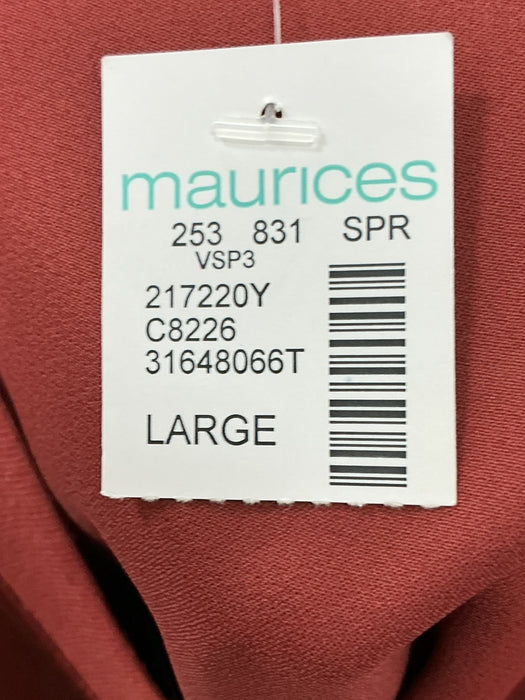 maurices
253 831 SPR
VSP3
217220Y
C8226
31648066T
LARGE